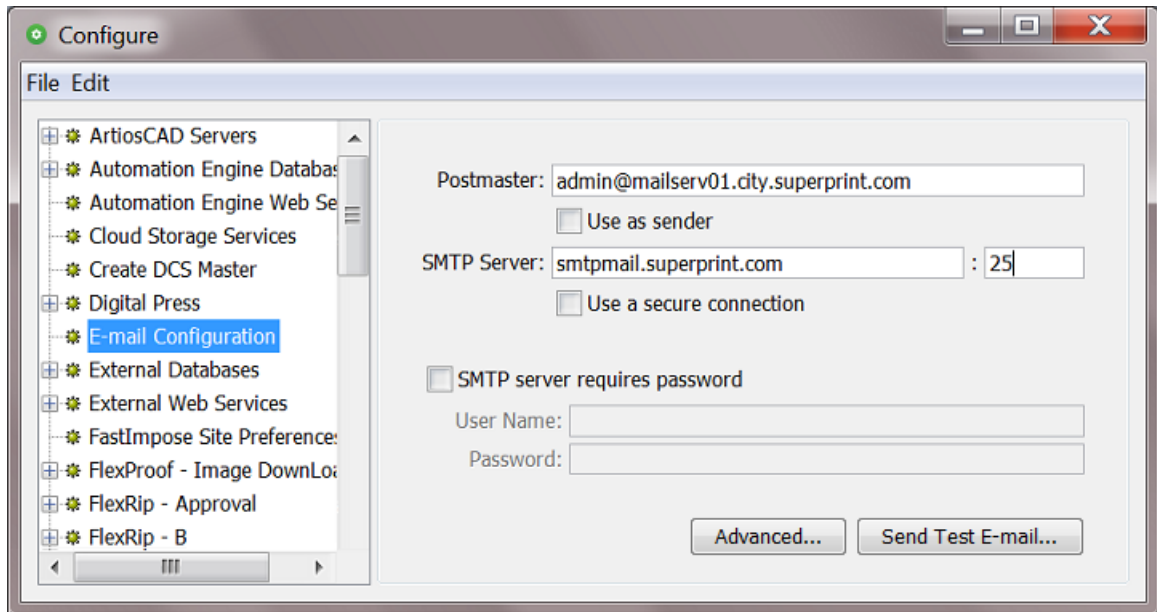 Configure
File Edit
ArtiosCAD Servers
Automation Engine Databas
Automation Engine Web Se
Cloud Storage Services
Create DCS Master
Digital Press
E-mail Configuration
External Databases
External Web Services
FastImpose Site Preferences
FlexProof - Image DownLoa
FlexRip - Approval
FlexRip - B
Postmaster: admin@mailserv01.city.superprint.com
Use as sender
SMTP Server: smtpmail.superprint.com : 25
Use a secure connection
SMTP server requires password
User Name:
Password:
Advanced... Send Test E-mail...